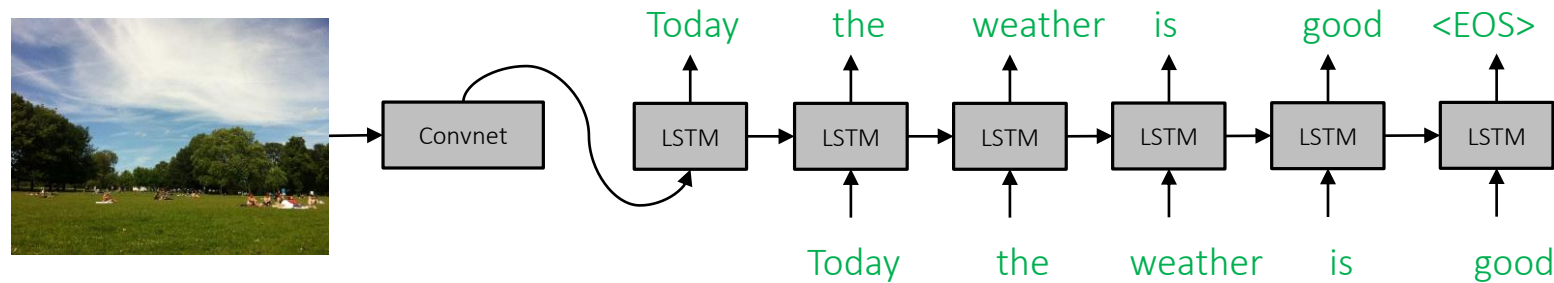 Today the weather is good <EOS>
Convnet LSTM LSTM LSTM LSTM LSTM LSTM
Today the weather is good